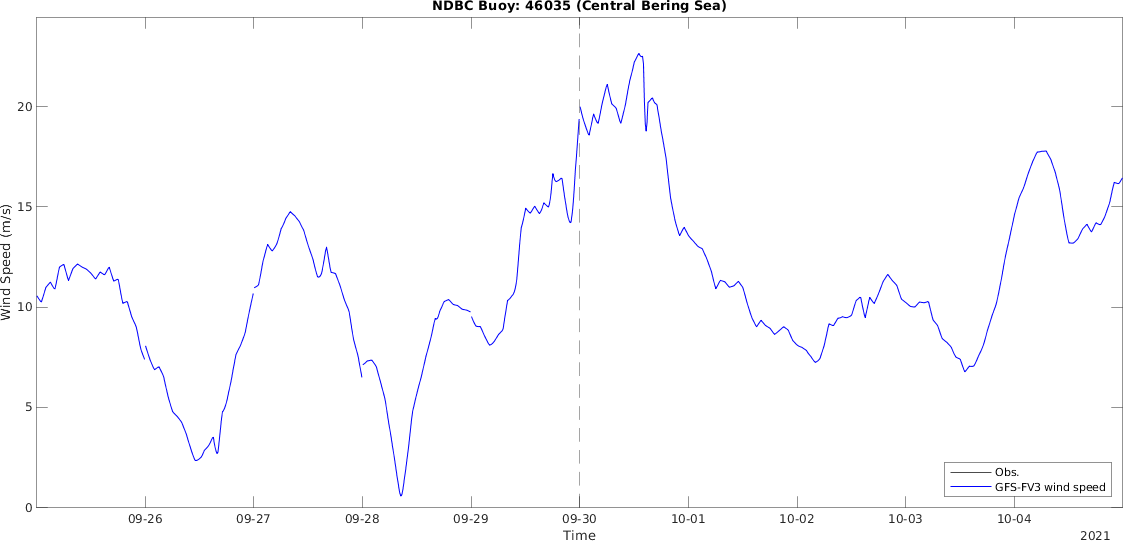 NDBC Buoy: 46035 (Central Bering Sea)
20
15
10
5
0
Wind Speed (m/s)
09-26 09-27 09-28 09-29 09-30 10-01 10-02 10-03 10-04
Time
2021
Obs.
GFS-FV3 wind speed